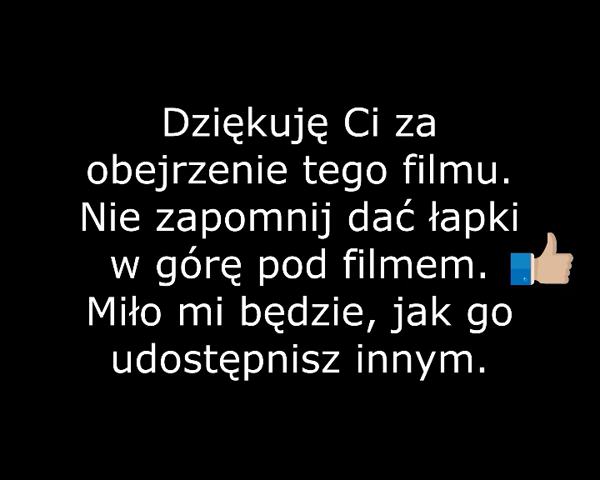 Dziękuję Ci za
obejrzenie tego filmu.
Nie zapomnij dać łapki
w górę pod filmem.
Miło mi będzie, jak go
udostępnisz innym.